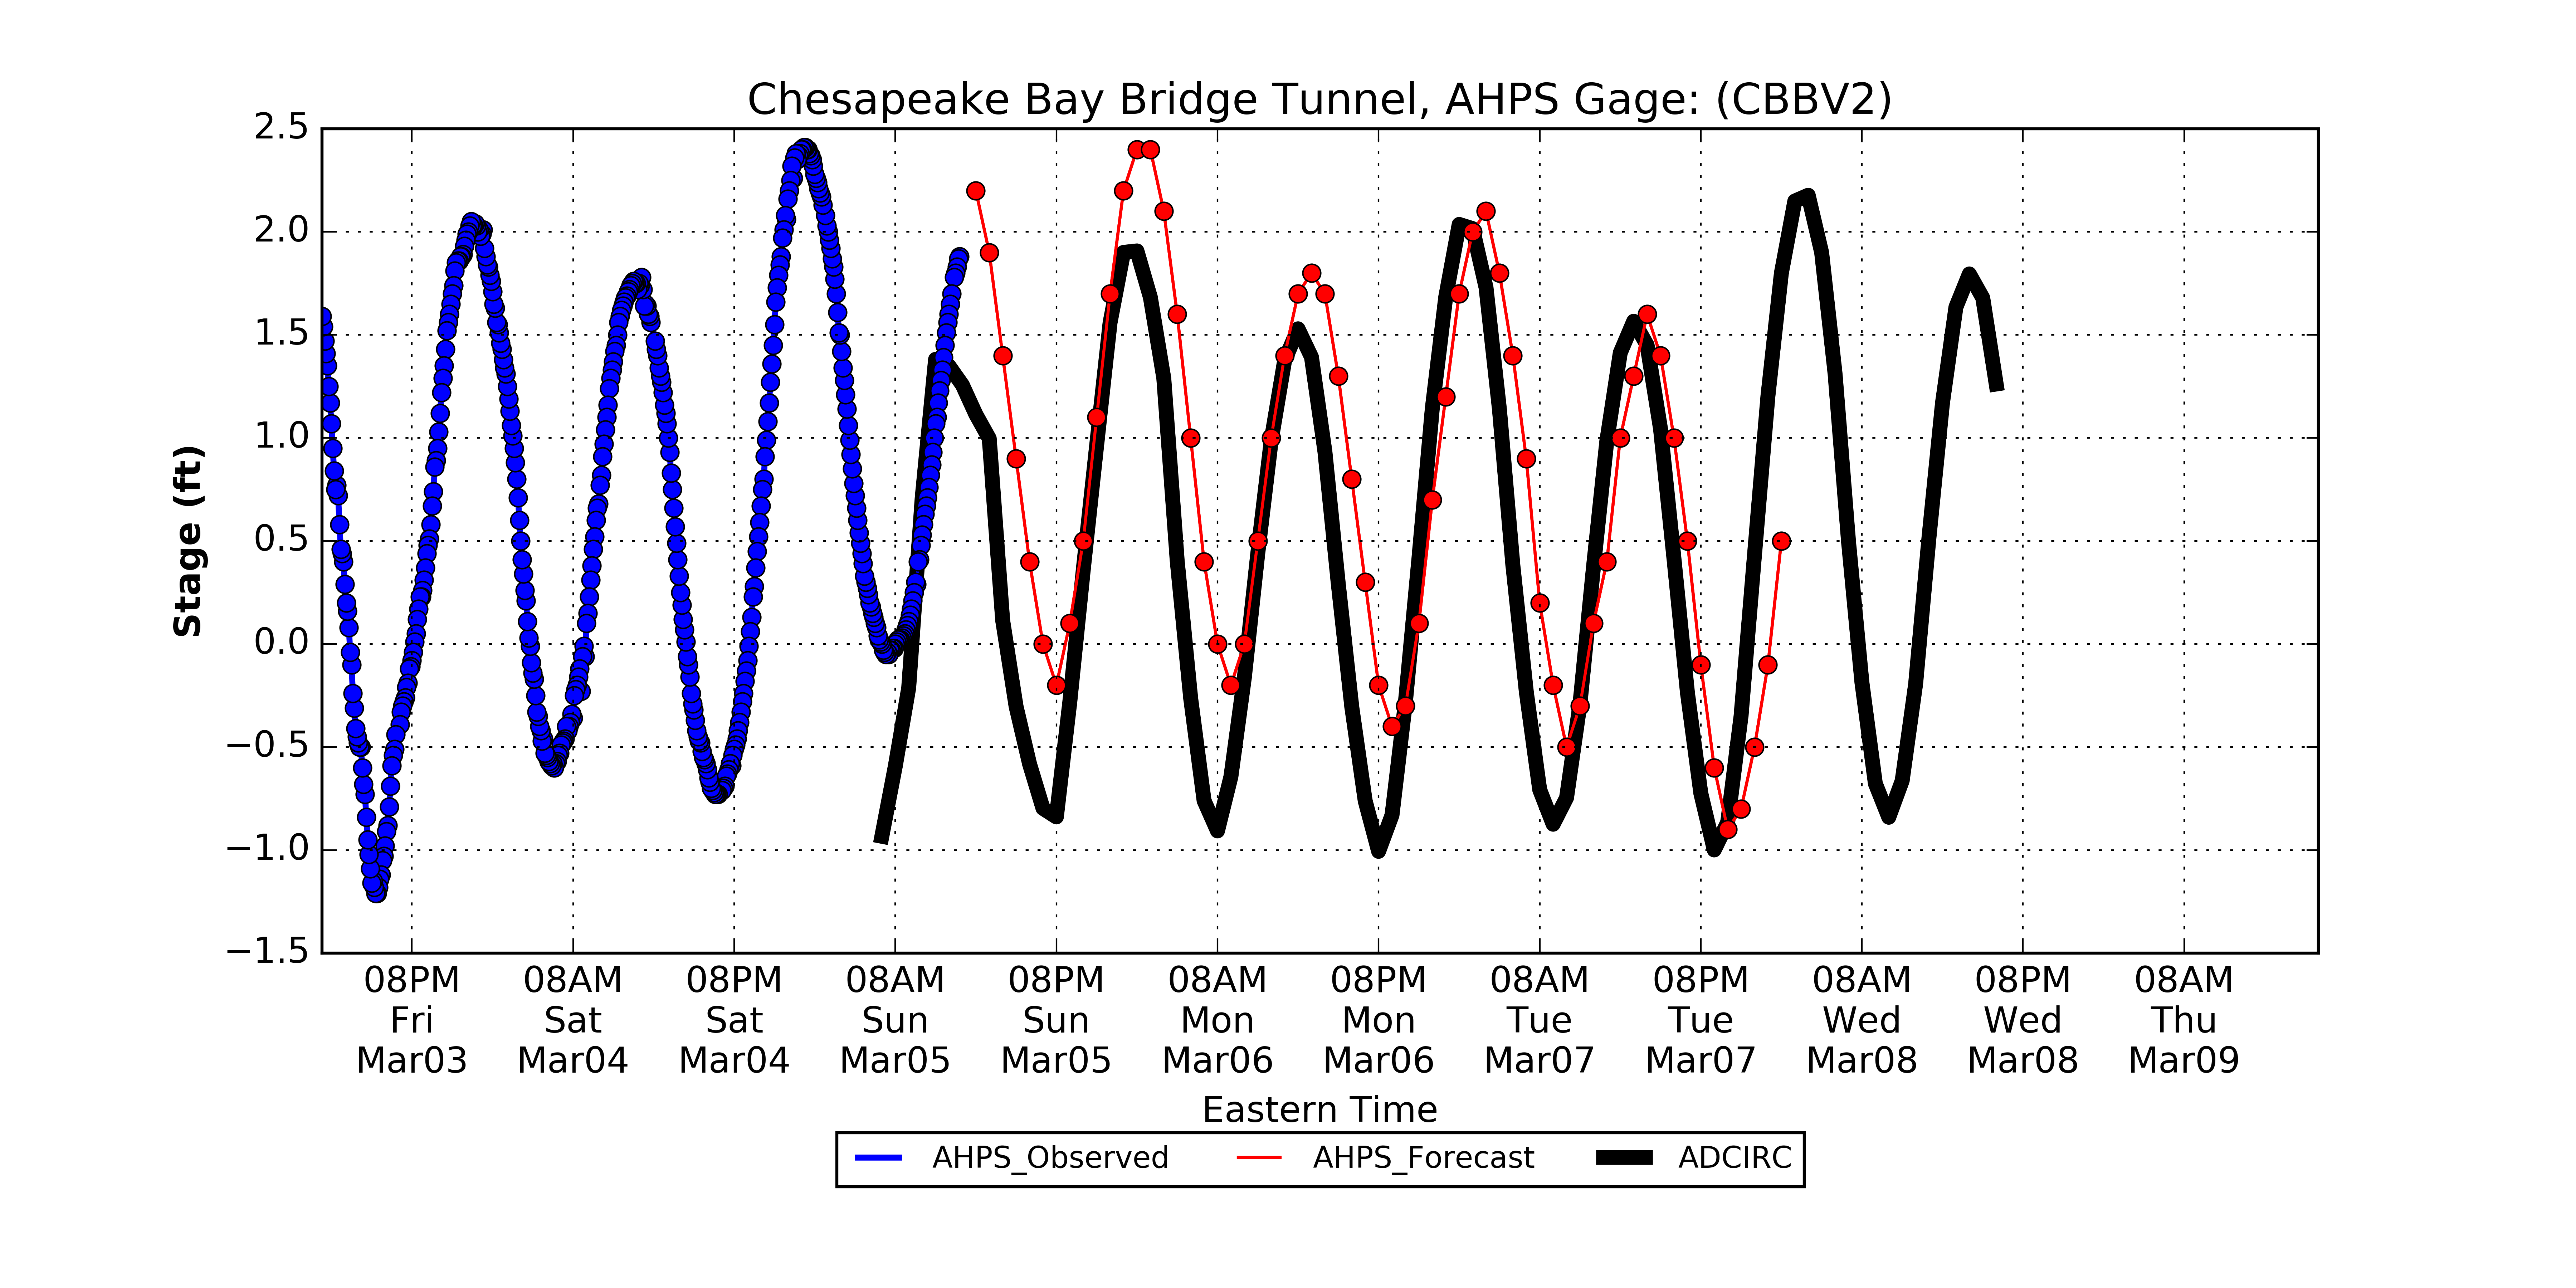 Chesapeake Bay Bridge Tunnel, AHPS Gage: (CBBV2)
2.5
2.0
1.5
1.0
0.5
0.0
−0.5
−1.0
−1.5
Stage (ft)
08PM 08AM 08PM 08AM 08PM 08AM 08PM 08AM 08PM 08AM 08PM 08AM
Fri Sat Sat Sun Sun Mon Mon Tue Tue Wed Wed Thu
Mar03 Mar04 Mar04 Mar05 Mar05 Mar06 Mar06 Mar07 Mar07 Mar08 Mar08 Mar09
Eastern Time
AHPS_Observed AHPS_Forecast ADCIRC